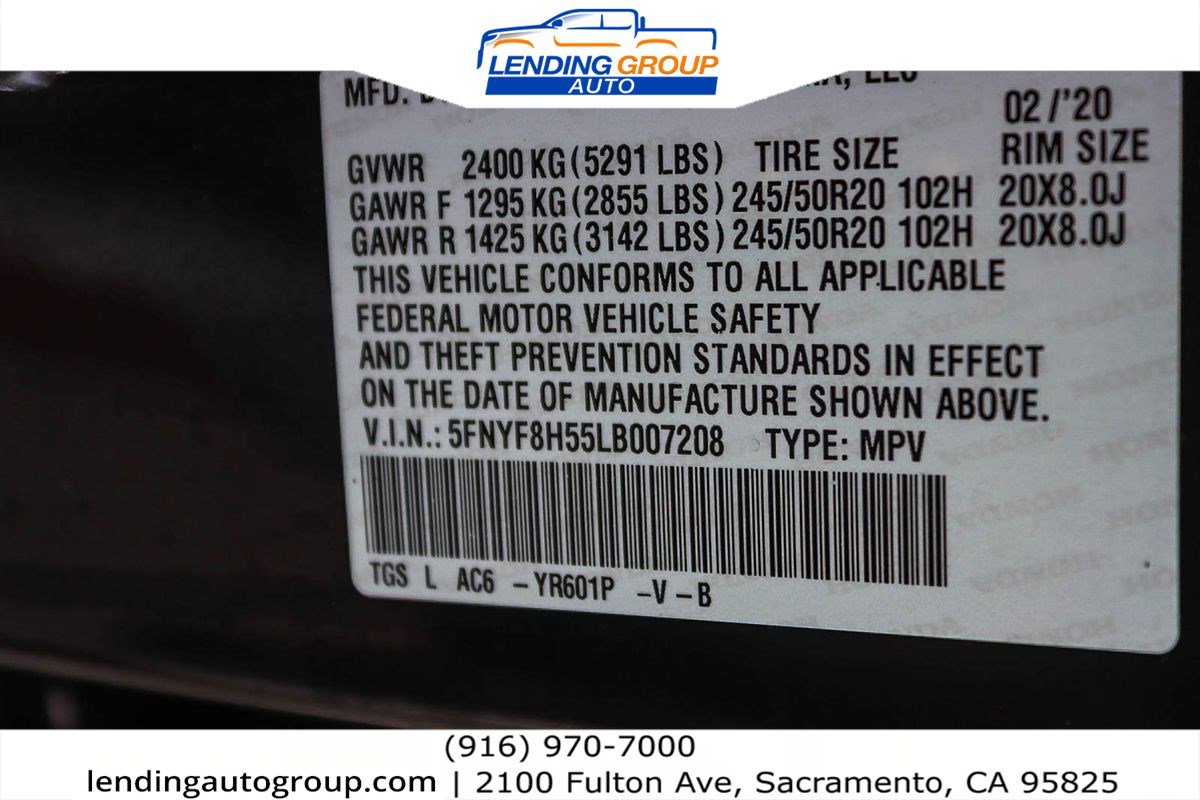 LENDING GROUP
AUTO
MFD.
LLC
02/'20
GVWR 2400 KG (5291 LBS) TIRE SIZE RIM SIZE
GAWR F 1295 KG (2855 LBS) 245/50R20 102H 20X8.0J
GAWR R 1425 KG (3142 LBS) 245/50R20 102H 20X8.0J
THIS VEHICLE CONFORMS TO ALL APPLICABLE
FEDERAL MOTOR VEHICLE SAFETY
AND THEFT PREVENTION STANDARDS IN EFFECT
ON THE DATE OF MANUFACTURE SHOWN ABOVE.
V.I.N.: 5FNYF8H55LB007208 TYPE: MPV
TGS L AC6 - YR601P - V - B
(916) 970-7000
lendingautogroup.com | 2100 Fulton Ave, Sacramento, CA 95825